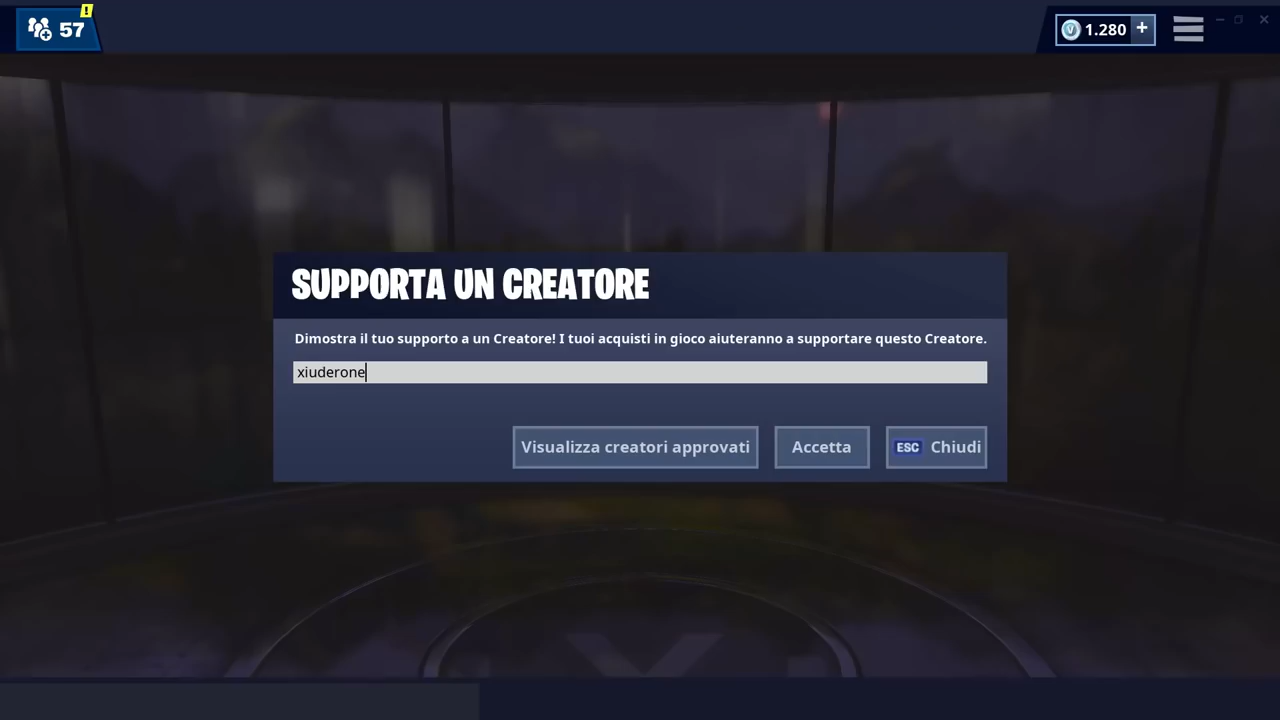 !
57
1.280 +
SUPPORTA UN CREATORE
Dimostra il tuo supporto a un Creatore! I tuoi acquisti in gioco aiuteranno a supportare questo Creatore.
xiuderone
Visualizza creatori approvati
Accetta
ESC Chiudi